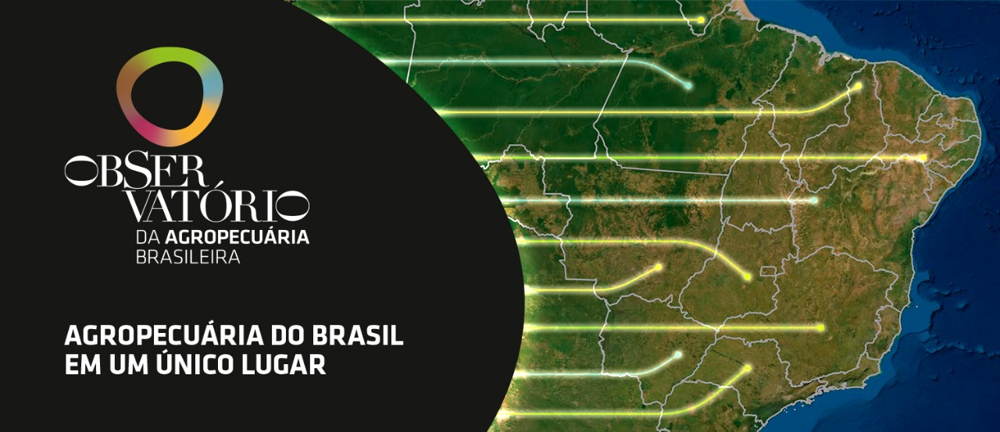 OBSER
VATÓRIO
DA AGROPECUÁRIA
BRASILEIRA
AGROPECUÁRIA DO BRASIL
EM UM ÚNICO LUGAR